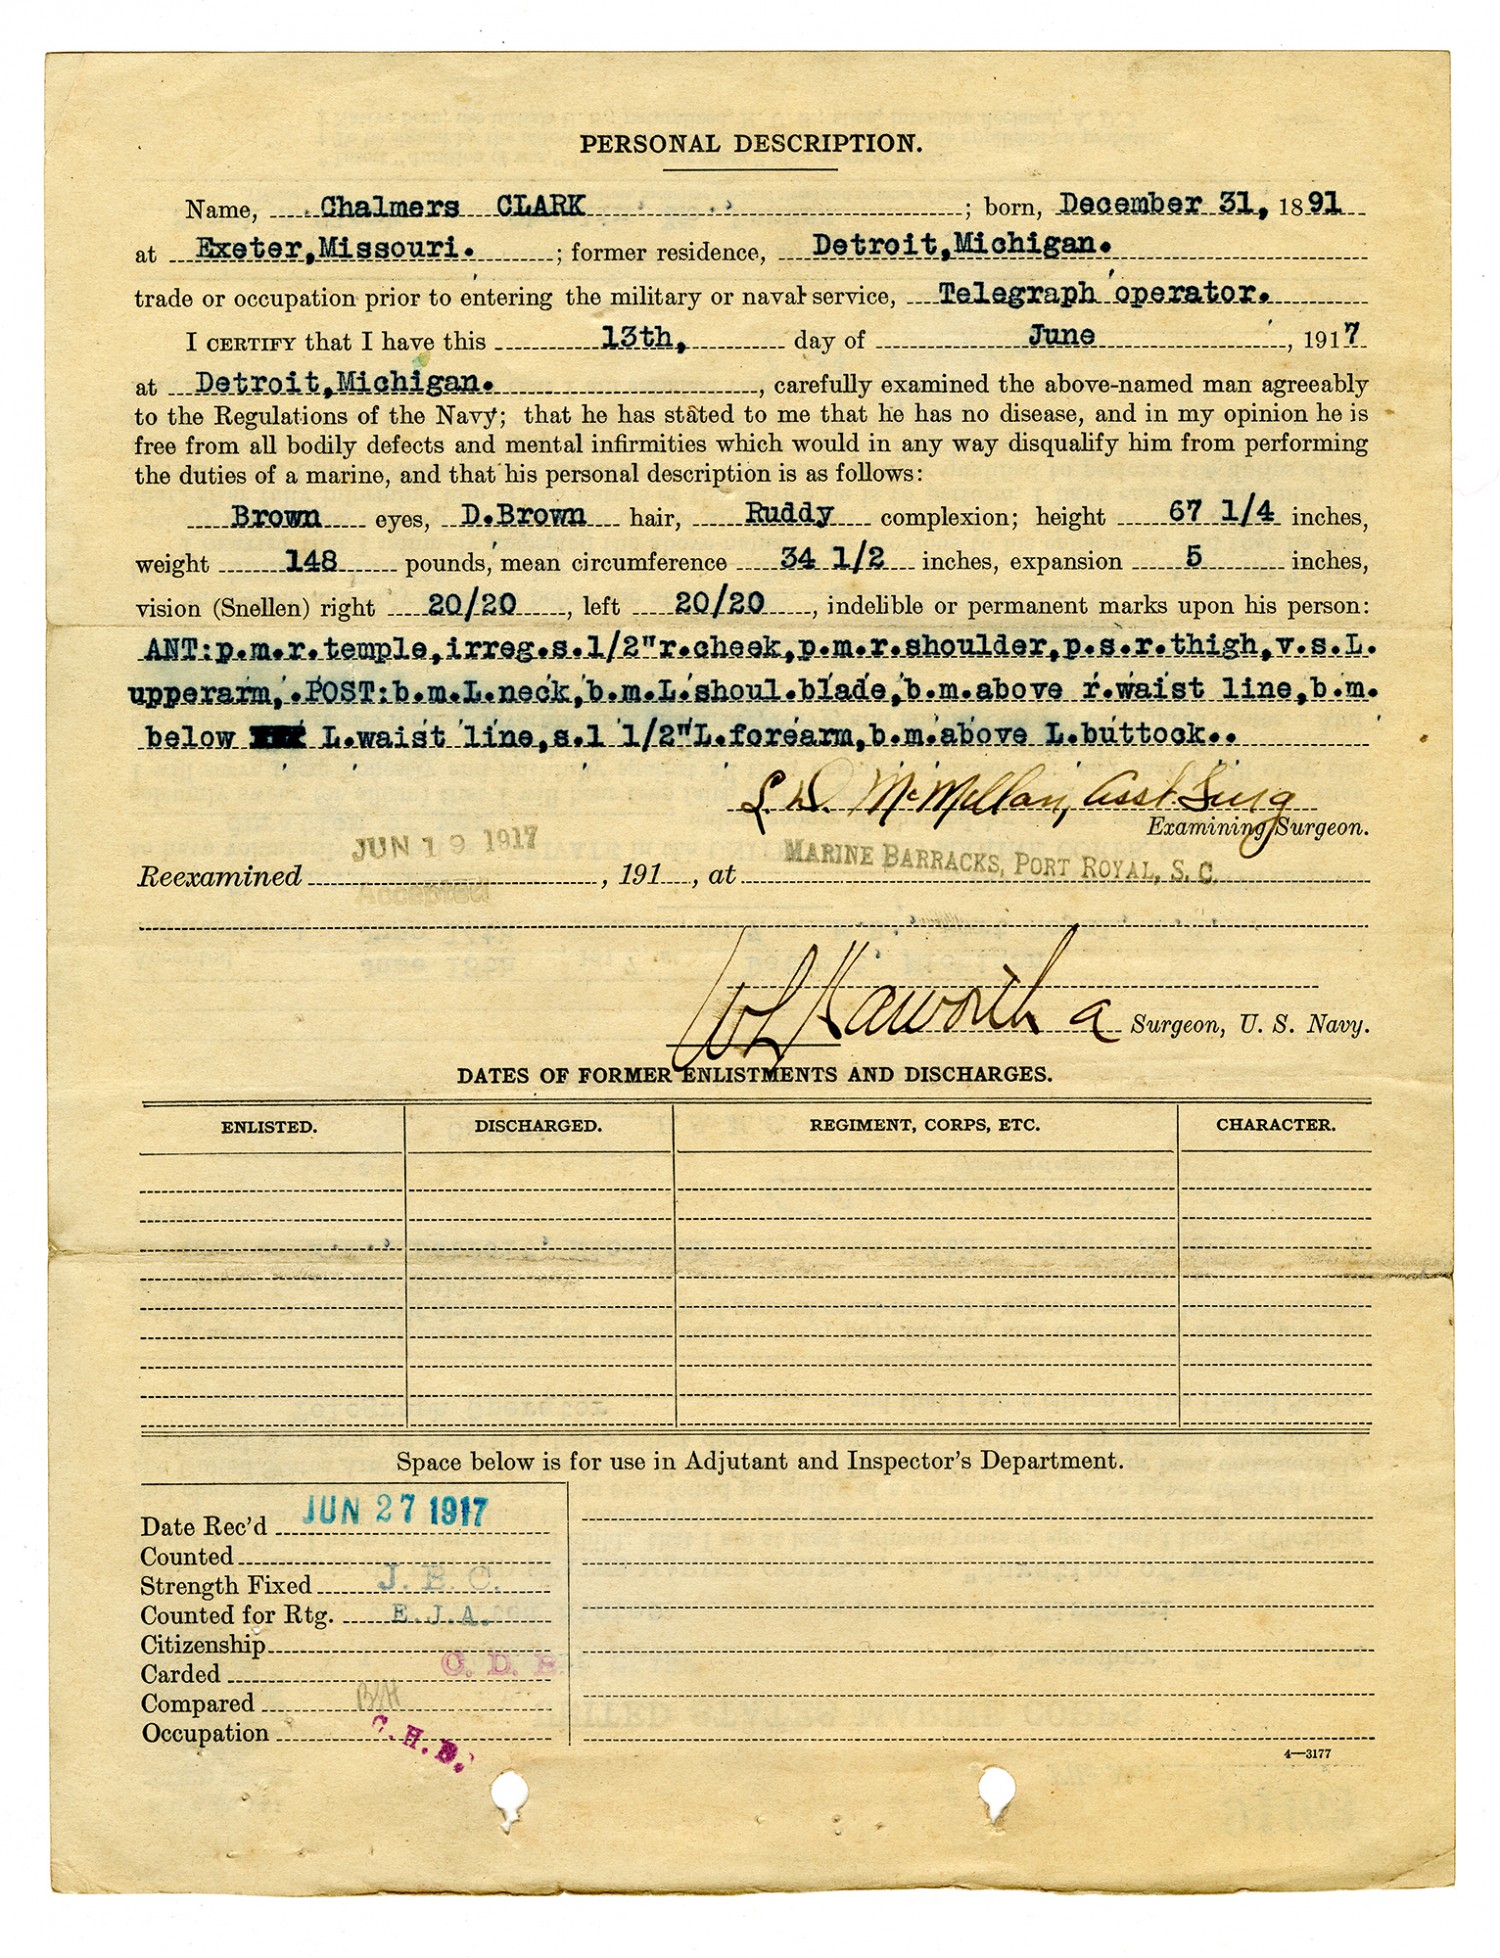 PERSONAL DESCRIPTION.
Name, Chalmers CLARK ; born, December 31, 1891
at Exeter,Missouri. ; former residence, Detroit,Michigan.
trade or occupation prior to entering the military or naval service, Telegraph operator.
I CERTIFY that I have this 13th, day of June , 1917
at Detroit,Michigan. , carefully examined the above-named man agreeably
to the Regulations of the Navy; that he has stated to me that he has no disease, and in my opinion he is
free from all bodily defects and mental infirmities which would in any way disqualify him from performing
the duties of a marine, and that his personal description is as follows:
Brown eyes, D.Brown hair, Ruddy complexion; height 67 1/4 inches,
weight 148 pounds, mean circumference 34 1/2 inches, expansion 5 inches,
vision (Snellen) right 20/20 , left 20/20 , indelible or permanent marks upon his person:
ANT:p.m.r.temple,irreg.s.1/2"r.cheek,p.m.r.shoulder,p.s.r.thigh,v.s.L.
upperarm,.POST:b.m.L.neck,b.m.L.shoul.blade,b.m.above r.waist line,b.m.
below L.waist line,s.1 1/2"L.forearm,b.m.above L.buttock..
L. D. McMillan, Asst. Surg
Examining Surgeon.
JUN 19 1917 MARINE BARRACKS, PORT ROYAL, S. C.
Reexamined , 191 , at
Accepted
W L Haworth a Surgeon, U. S. Navy.
DATES OF FORMER ENLISTMENTS AND DISCHARGES.
ENLISTED. DISCHARGED. REGIMENT, CORPS, ETC. CHARACTER.
Space below is for use in Adjutant and Inspector's Department.
Date Rec'd JUN 27 1917
Counted
Strength Fixed J. E. C.
Counted for Rtg. E. J. A.
Citizenship
Carded
Compared
Occupation C. H. B.
4—3177